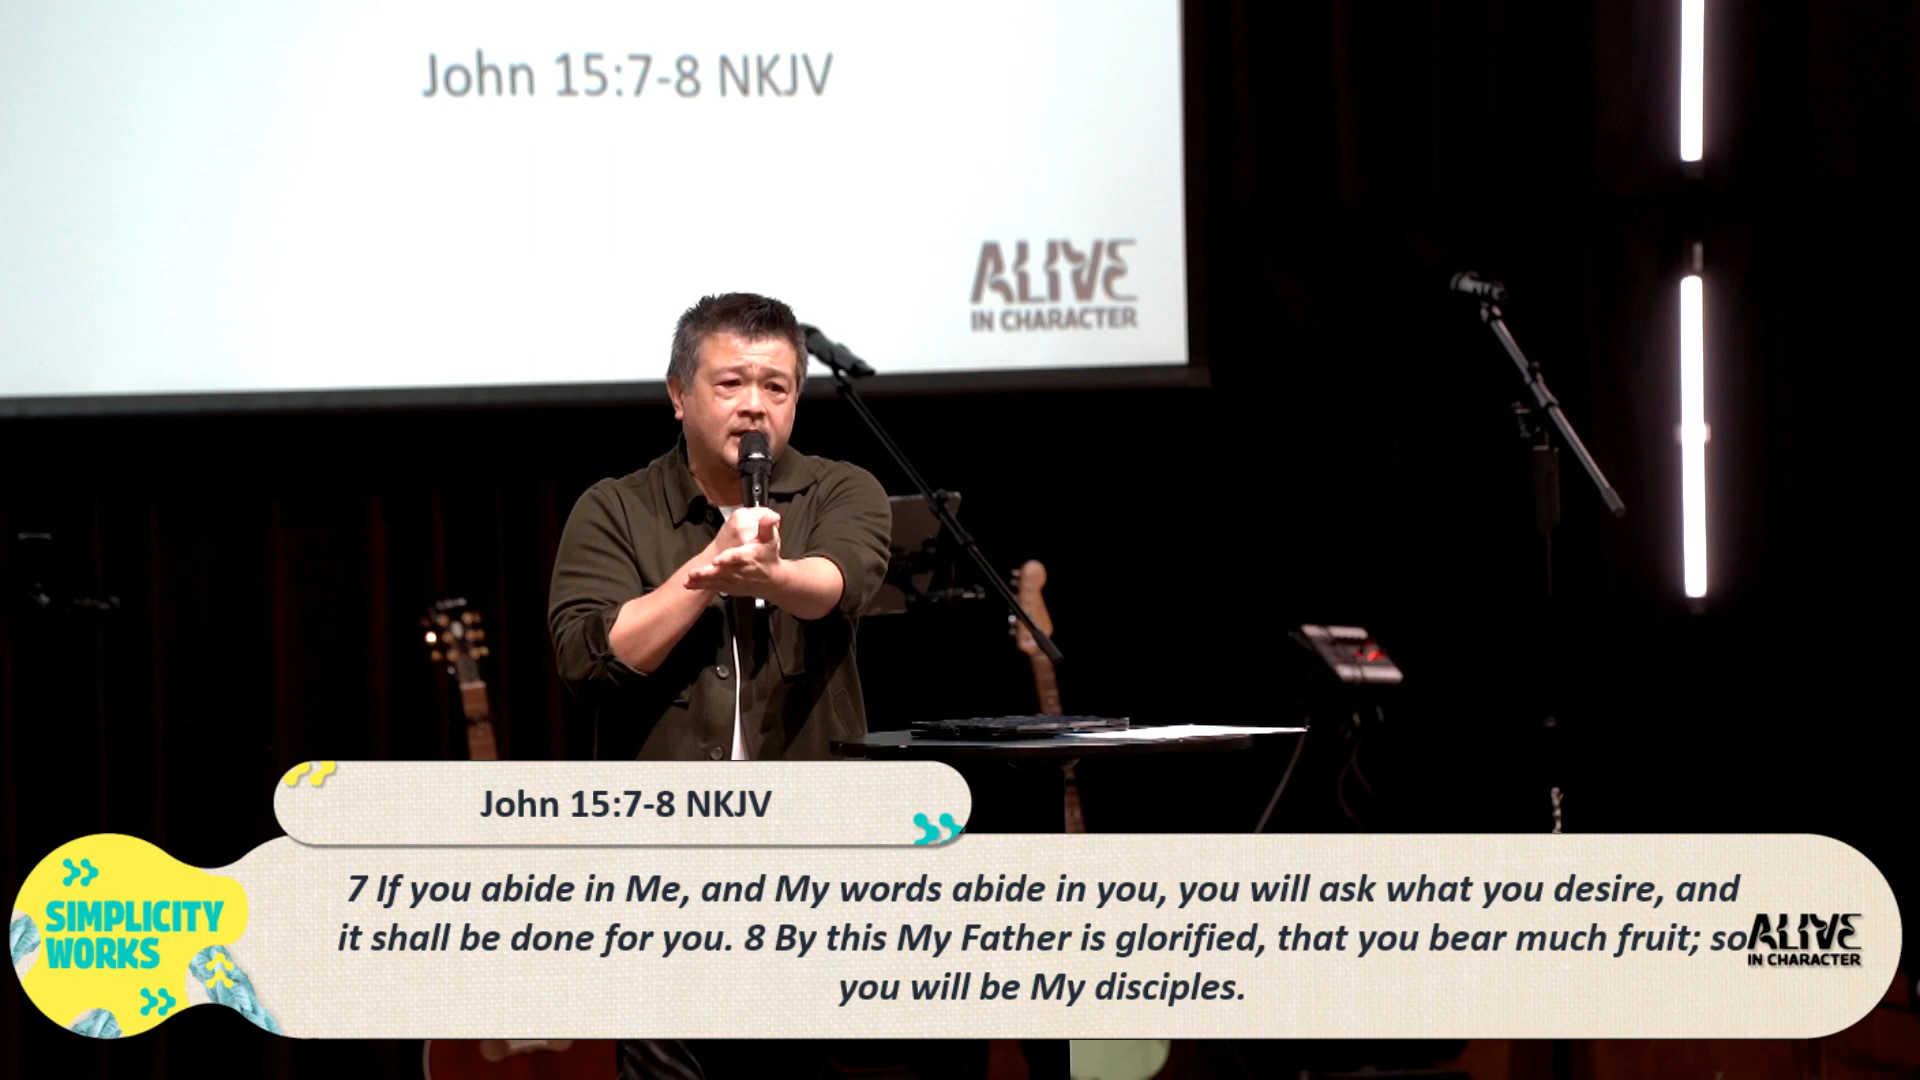 John 15:7-8 NKJV
ALIVE
IN CHARACTER
John 15:7-8 NKJV
7 If you abide in Me, and My words abide in you, you will ask what you desire, and
it shall be done for you. 8 By this My Father is glorified, that you bear much fruit; so
you will be My disciples.
SIMPLICITY
WORKS
ALIVE
IN CHARACTER